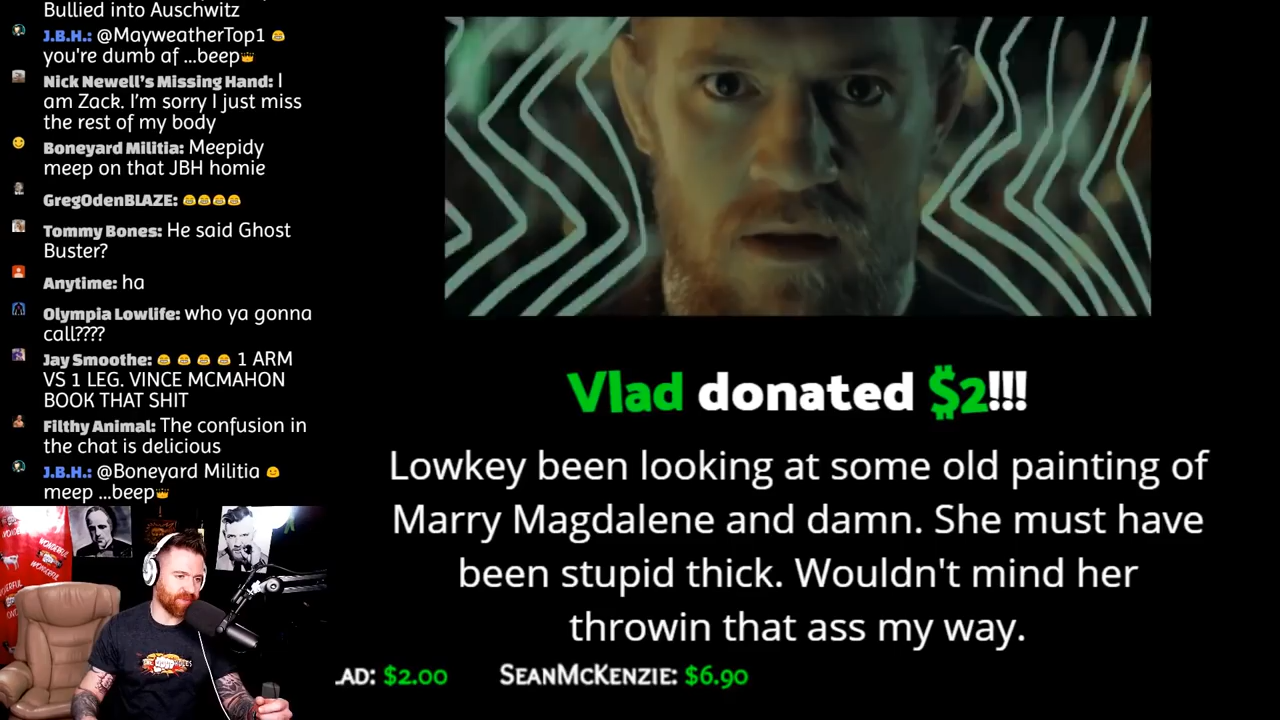 Bullied into Auschwitz
J.B.H.: @MayweatherTop1 😂
you're dumb af ...beep👑
Nick Newell's Missing Hand: I
am Zack. I'm sorry I just miss
the rest of my body
Boneyard Militia: Meepidy
meep on that JBH homie
GregOdenBLAZE: 😂😂😂😂
Tommy Bones: He said Ghost
Buster?
Anytime: ha
Olympia Lowlife: who ya gonna
call????
Jay Smoothe: 😂 😂 😂 😂 1 ARM
VS 1 LEG. VINCE MCMAHON
BOOK THAT SHIT
Filthy Animal: The confusion in
the chat is delicious
J.B.H.: @Boneyard Militia 😐
meep ...beep👑
Vlad donated $2!!!
Lowkey been looking at some old painting of
Marry Magdalene and damn. She must have
been stupid thick. Wouldn't mind her
throwin that ass my way.
AD: $2.00 SeanMcKenzie: $6.90